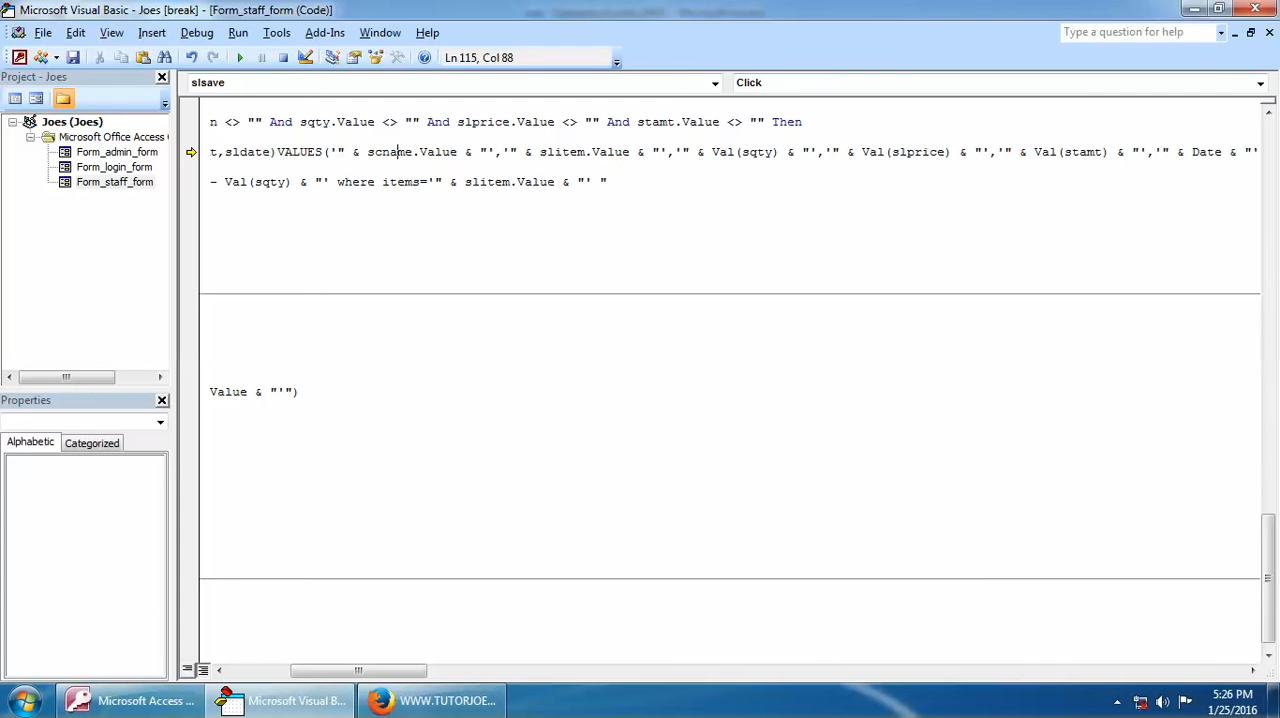 Microsoft Visual Basic - Joes [break] - [Form_staff_form (Code)]
File Edit View Insert Debug Run Tools Add-Ins Window Help
Type a question for help
Ln 115, Col 88
Project - Joes
slsave
Click
Joes (Joes)
Microsoft Office Access
Form_admin_form
Form_login_form
Form_staff_form
n <> "" And sqty.Value <> "" And slprice.Value <> "" And stamt.Value <> "" Then
t,sldate)VALUES('" & scname.Value & "','" & slitem.Value & "','" & Val(sqty) & "','" & Val(slprice) & "','" & Val(stamt) & "','" & Date & "'
- Val(sqty) & "' where items='" & slitem.Value & "' "
Value & "'")
Properties
Alphabetic Categorized
Microsoft Access ...
Microsoft Visual B...
WWW.TUTORJOE...
5:26 PM
1/25/2016